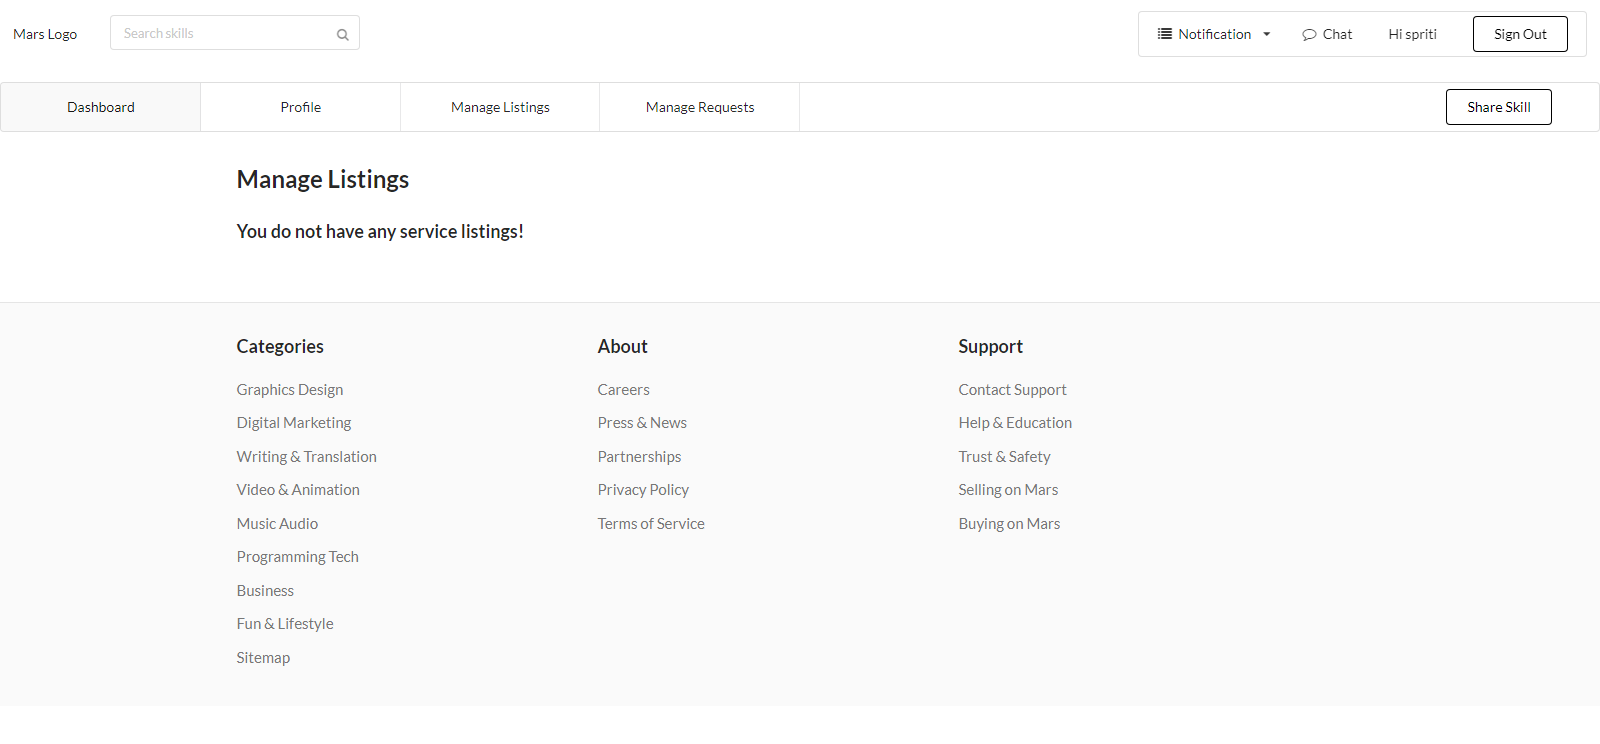 Mars Logo
Search skills
Notification
Chat
Hi spriti
Sign Out
Dashboard
Profile
Manage Listings
Manage Requests
Share Skill
Manage Listings
You do not have any service listings!
Categories
Graphics Design
Digital Marketing
Writing & Translation
Video & Animation
Music Audio
Programming Tech
Business
Fun & Lifestyle
Sitemap
About
Careers
Press & News
Partnerships
Privacy Policy
Terms of Service
Support
Contact Support
Help & Education
Trust & Safety
Selling on Mars
Buying on Mars